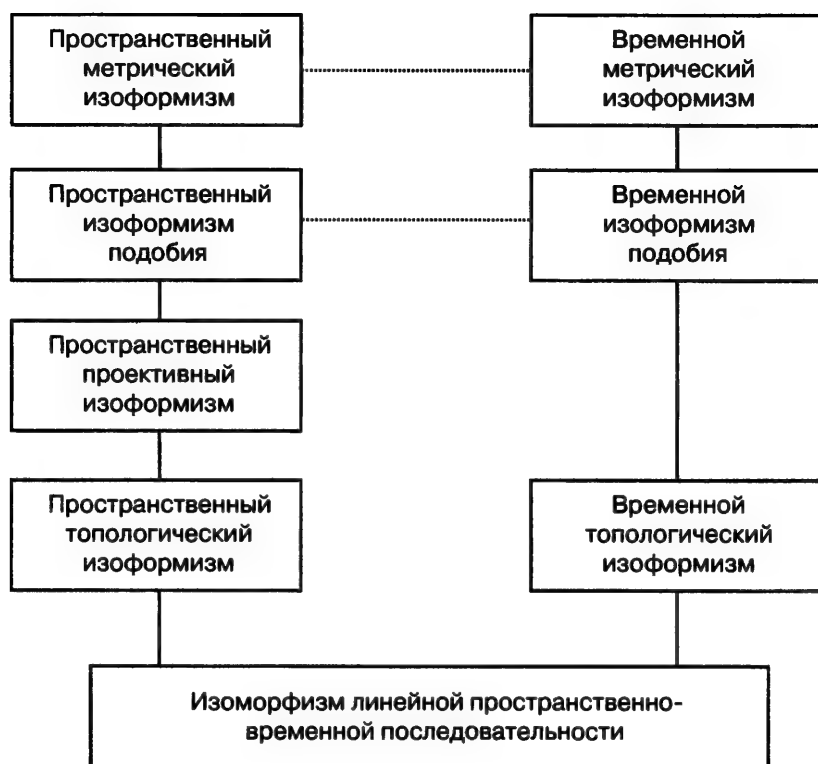 Пространственный
метрический
изоформизм
Временной
метрический
изоформизм
Пространственный
изоформизм
подобия
Временной
изоформизм
подобия
Пространственный
проективный
изоформизм
Пространственный
топологический
изоформизм
Временной
топологический
изоформизм
Изоморфизм линейной пространственно-
временной последовательности